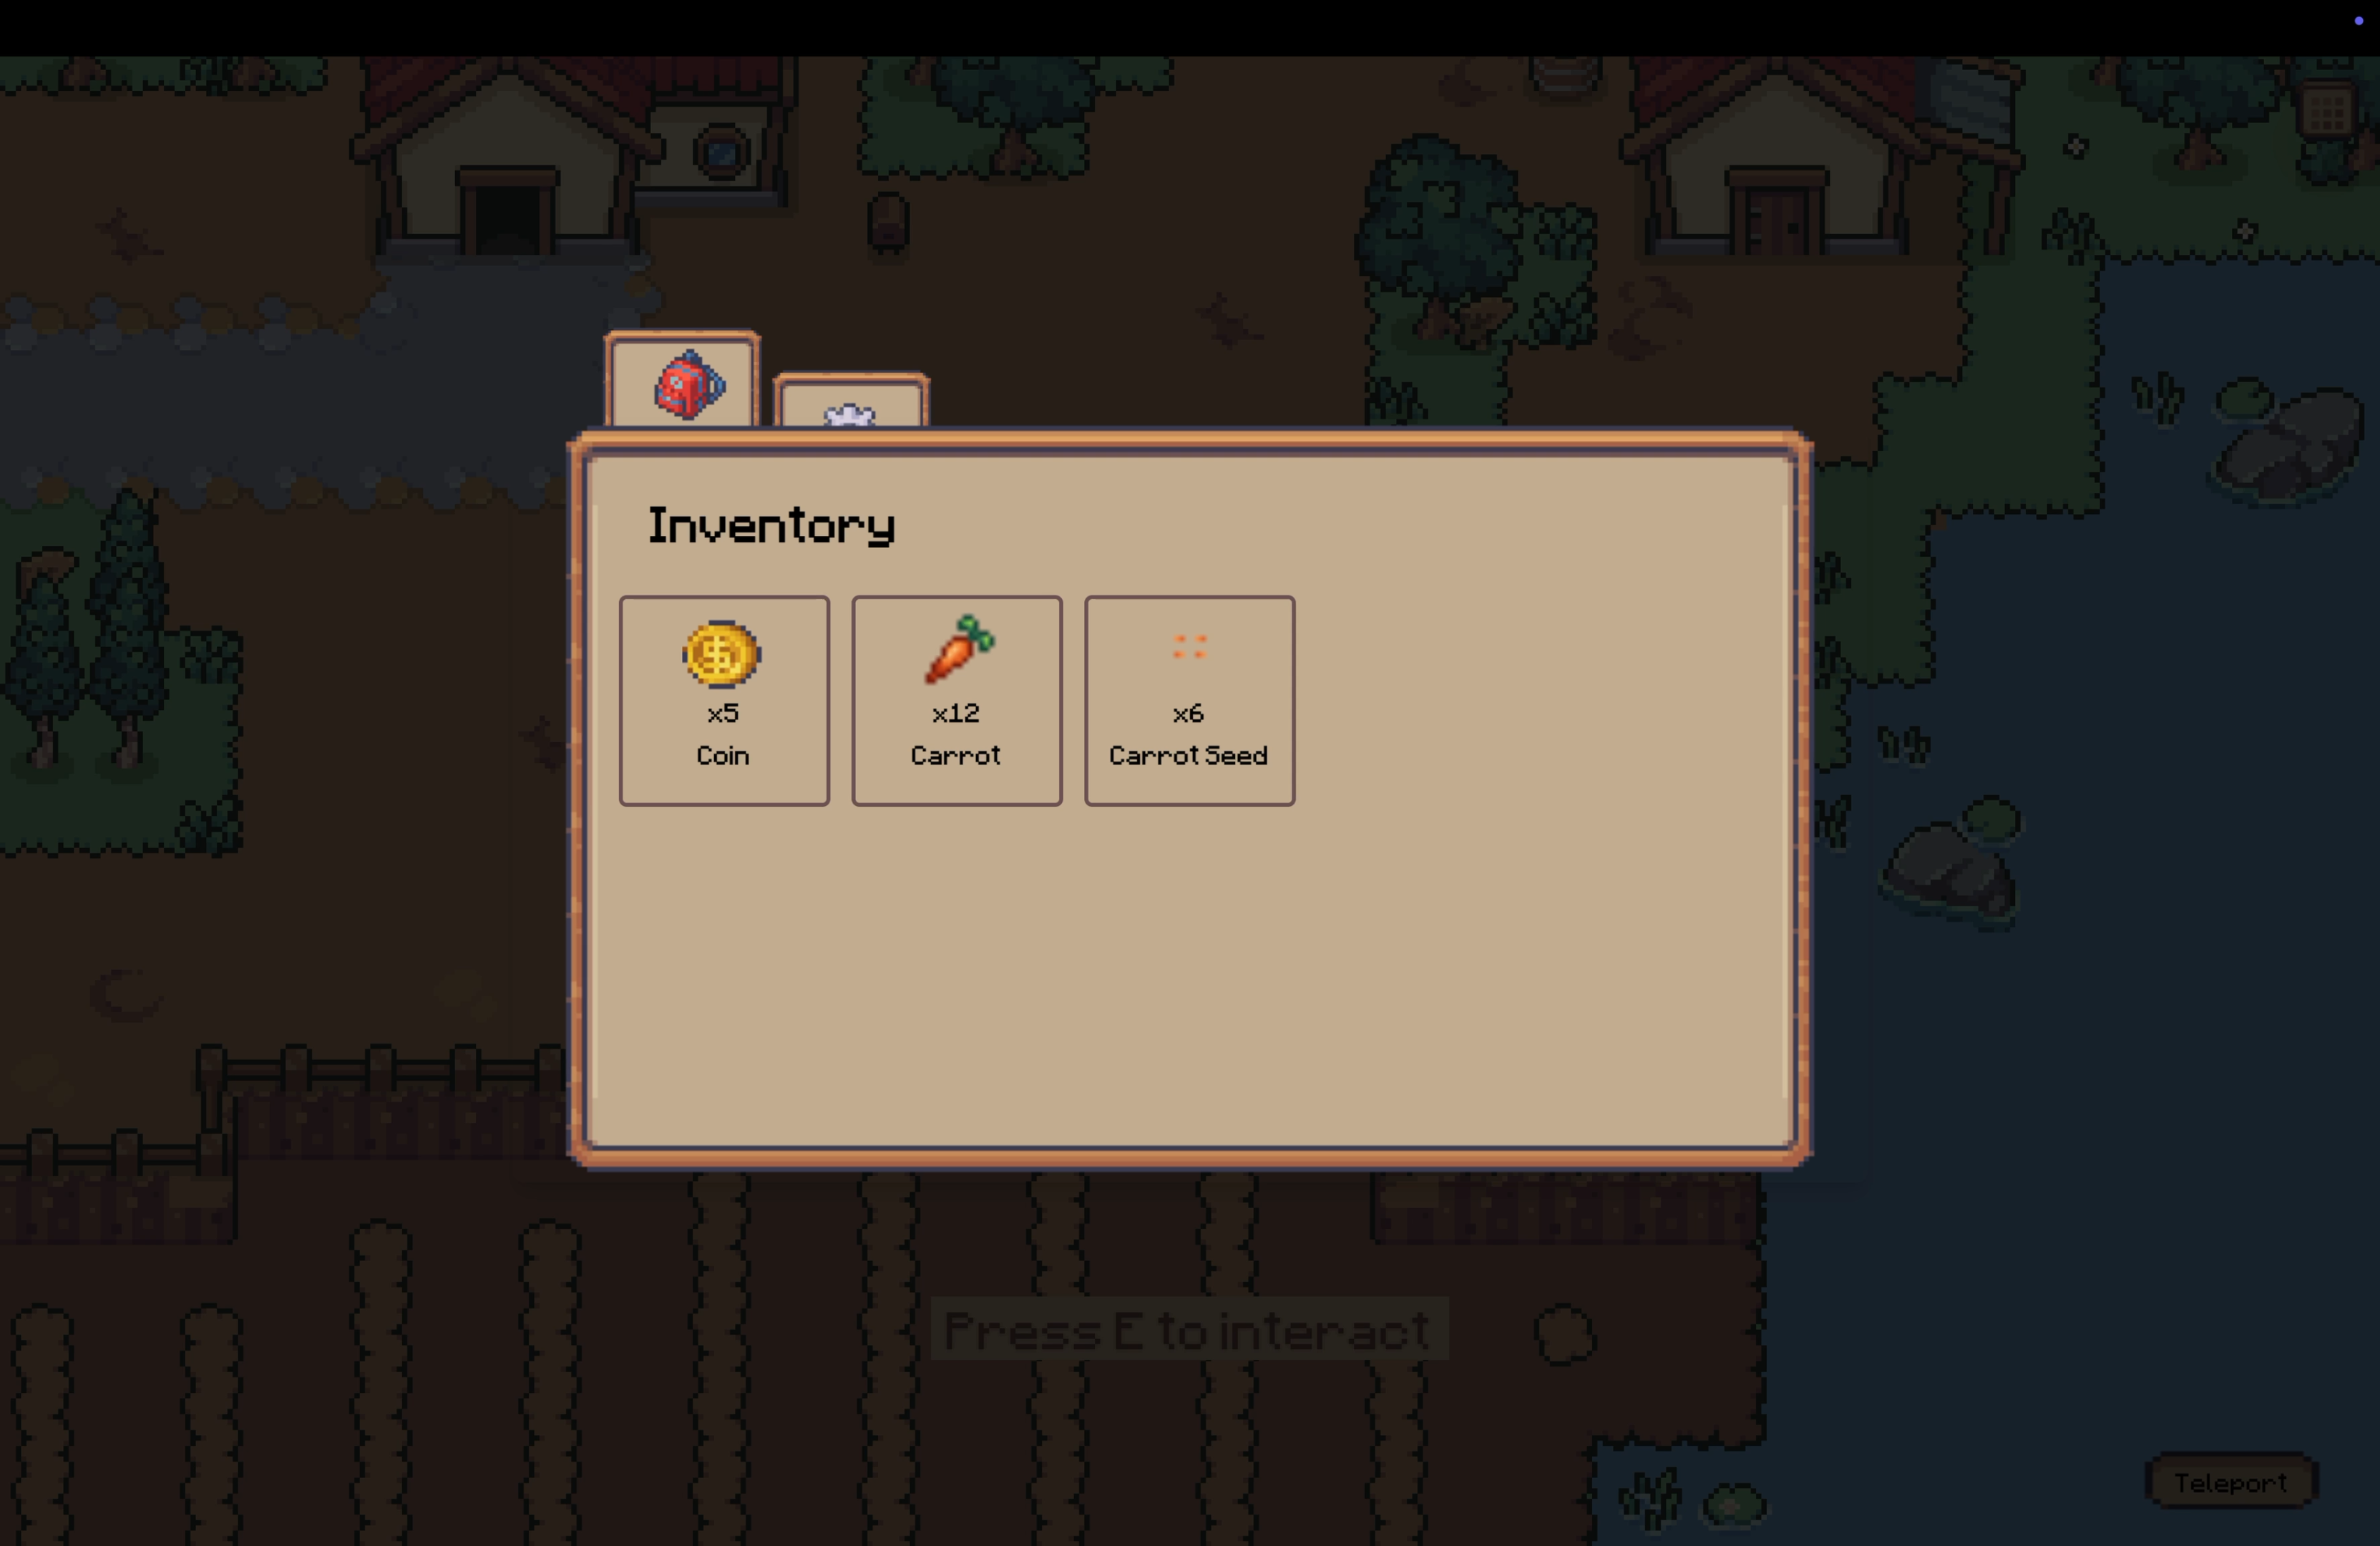 Inventory
x5
Coin
x12
Carrot
x6
Carrot Seed
Press E to interact
Teleport